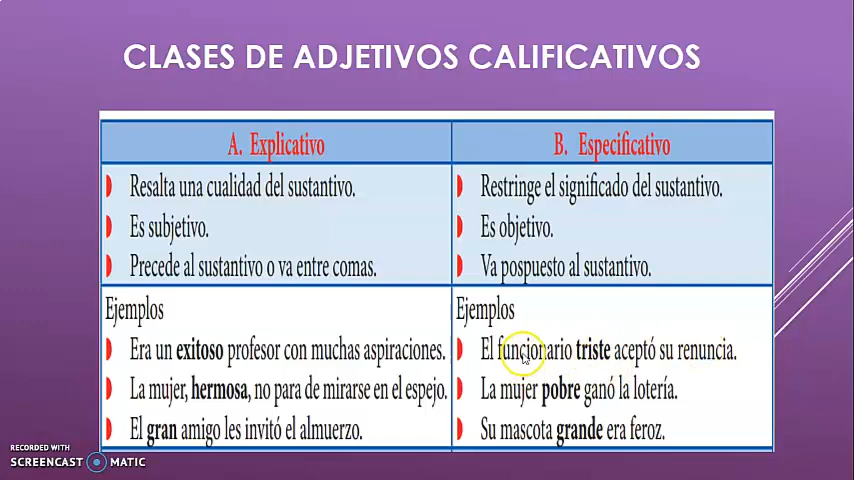 CLASES DE ADJETIVOS CALIFICATIVOS
A. Explicativo
Resalta una cualidad del sustantivo.
Es subjetivo.
Precede al sustantivo o va entre comas.
Ejemplos
Era un exitoso profesor con muchas aspiraciones.
La mujer, hermosa, no para de mirarse en el espejo.
El gran amigo les invitó el almuerzo.
B. Especificativo
Restringe el significado del sustantivo.
Es objetivo.
Va pospuesto al sustantivo.
Ejemplos
El funcionario triste aceptó su renuncia.
La mujer pobre ganó la lotería.
Su mascota grande era feroz.
RECORDED WITH
SCREENCAST MATIC